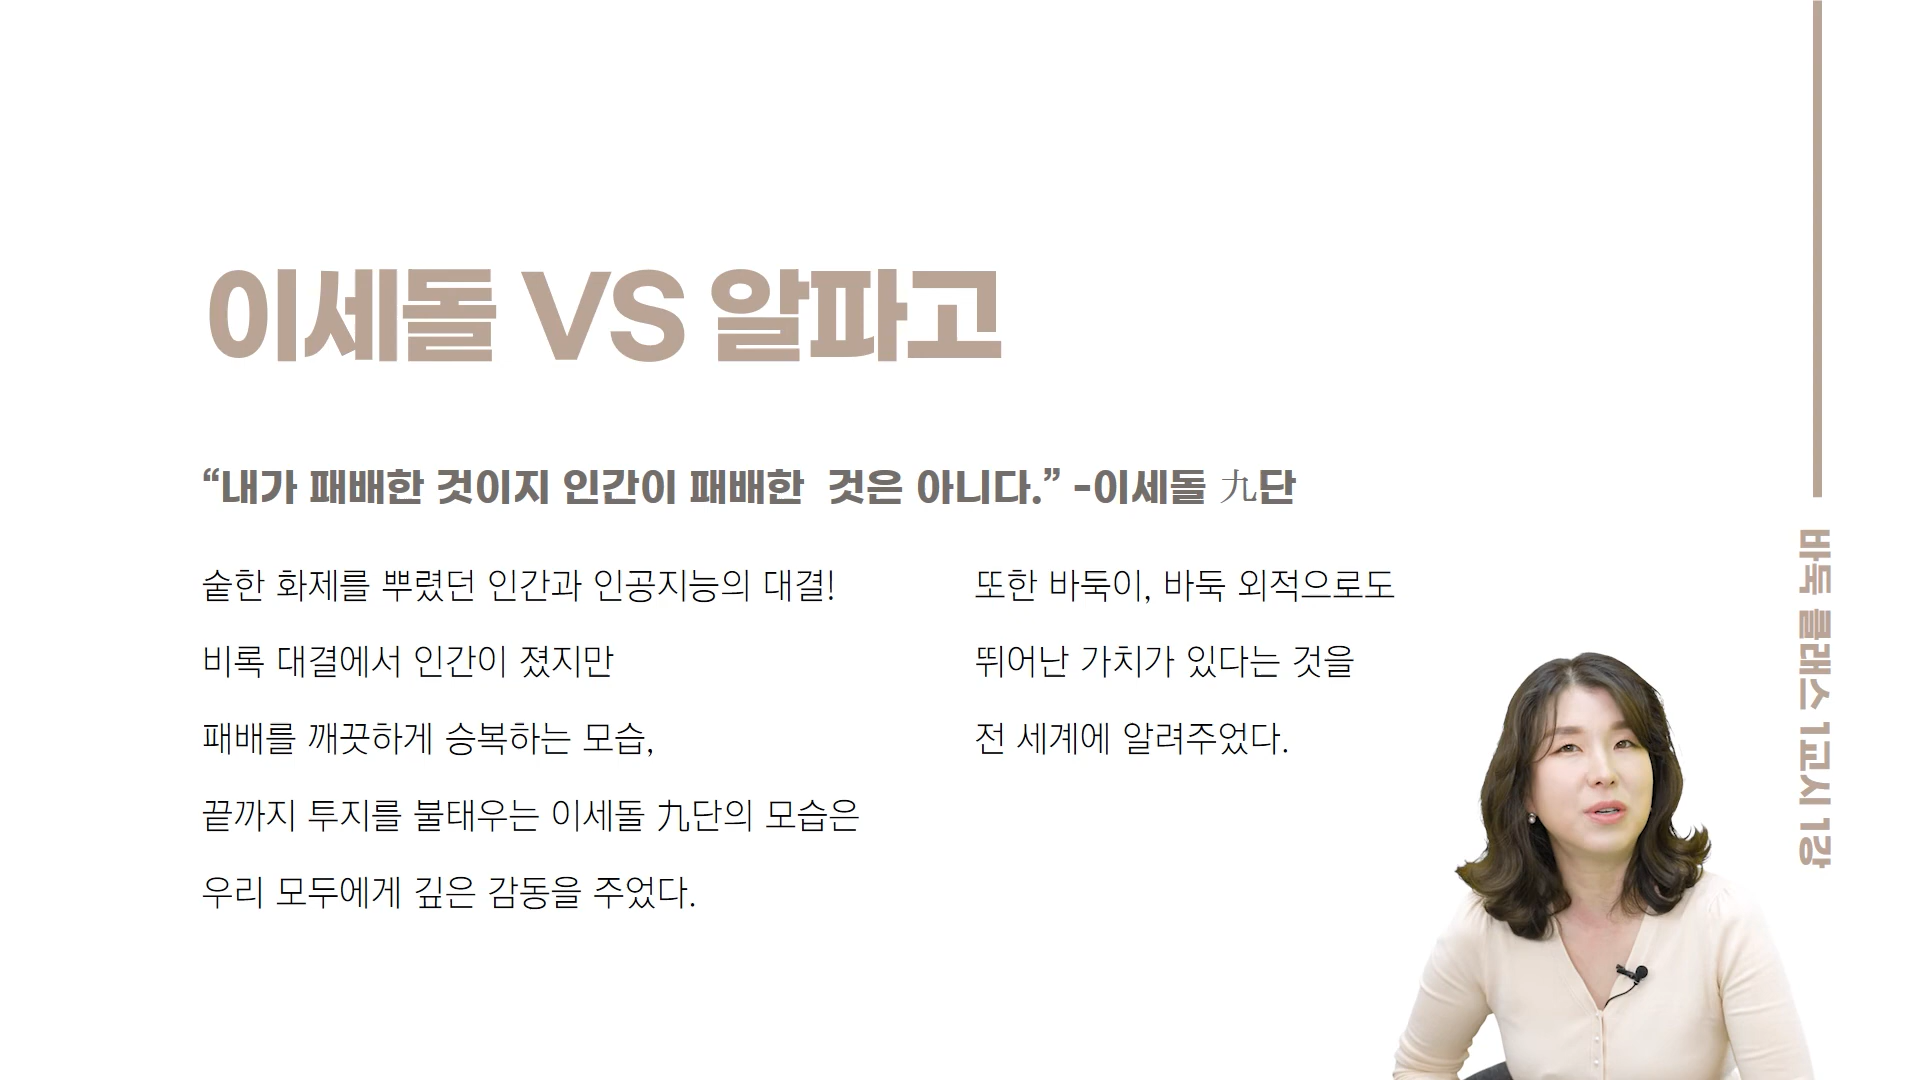 이세돌 VS 알파고
“내가 패배한 것이지 인간이 패배한 것은 아니다.” -이세돌 九단
숱한 화제를 뿌렸던 인간과 인공지능의 대결!
비록 대결에서 인간이 졌지만
패배를 깨끗하게 승복하는 모습,
끝까지 투지를 불태우는 이세돌 九단의 모습은
우리 모두에게 깊은 감동을 주었다.
또한 바둑이, 바둑 외적으로도
뛰어난 가치가 있다는 것을
전 세계에 알려주었다.
바둑 클래스 1교시 1강